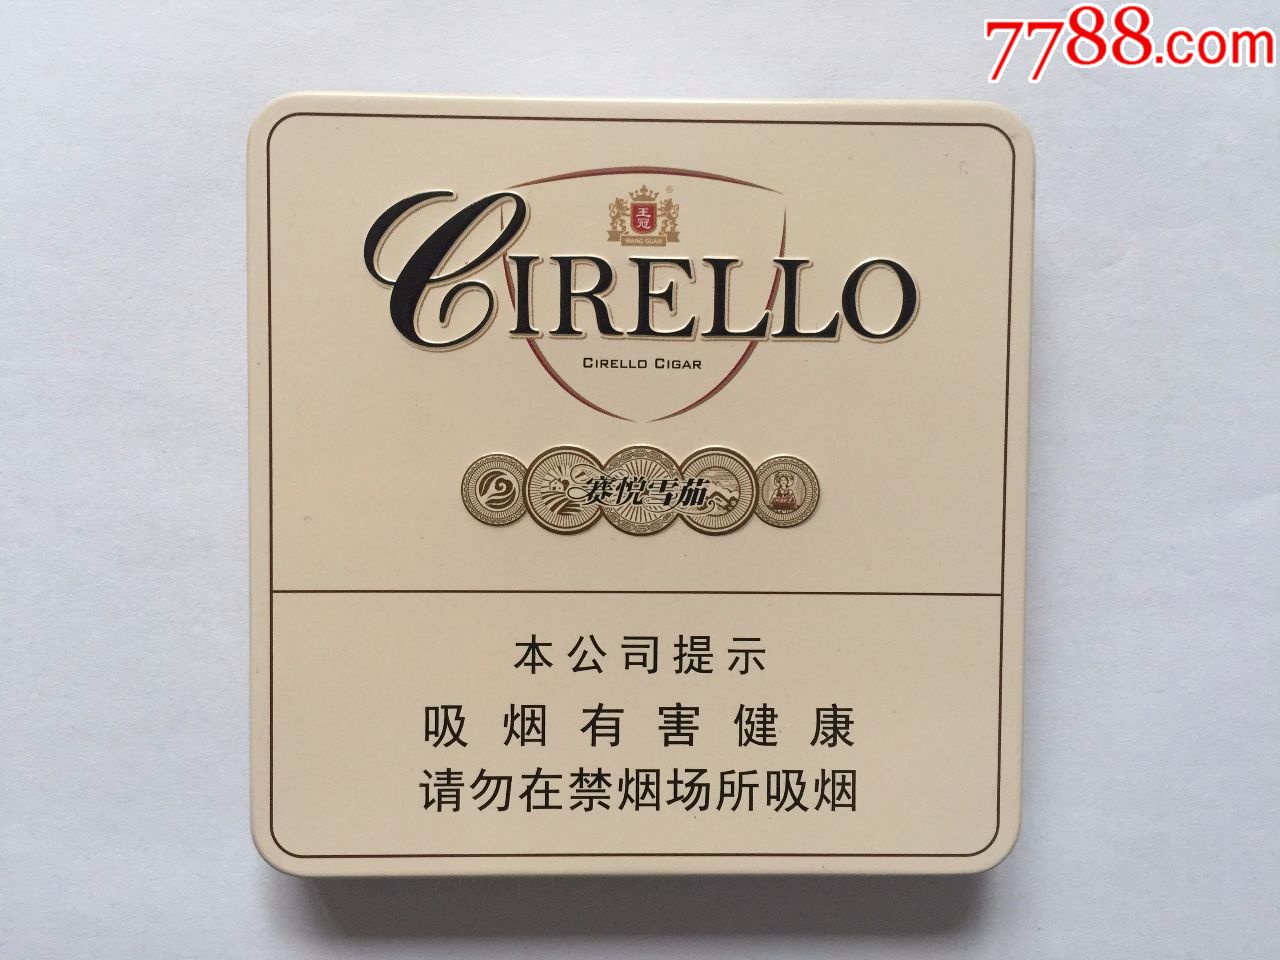 7788.com
®
王冠
WANG GUAN
CIRELLO
CIRELLO CIGAR
赛悦雪茄
本公司提示
吸烟有害健康
请勿在禁烟场所吸烟